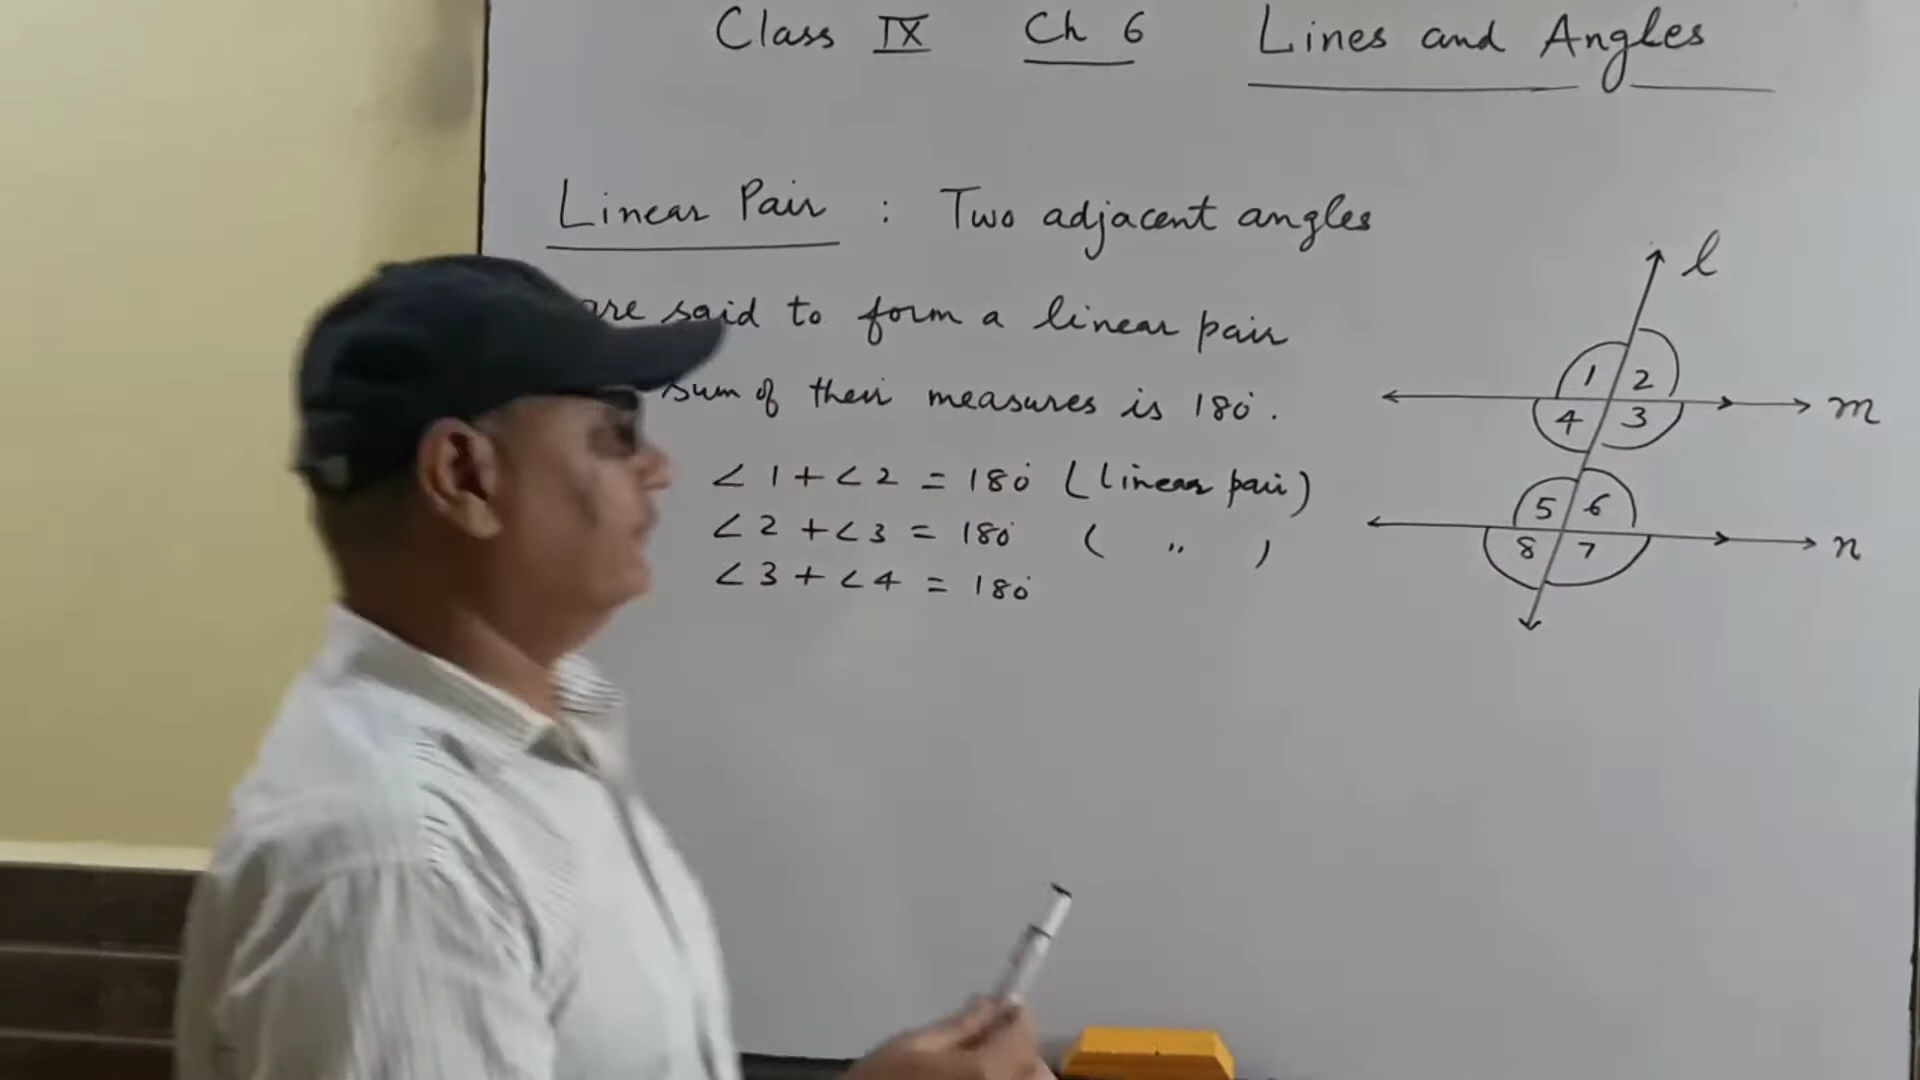 Class IX Ch 6 Lines and Angles
Linear Pair : Two adjacent angles
are said to form a linear pair
sum of their measures is 180°.
∠1 + ∠2 = 180° (linear pair)
∠2 + ∠3 = 180° ( " )
∠3 + ∠4 = 180°
l
1 2
m
4 3
5 6
n
8 7